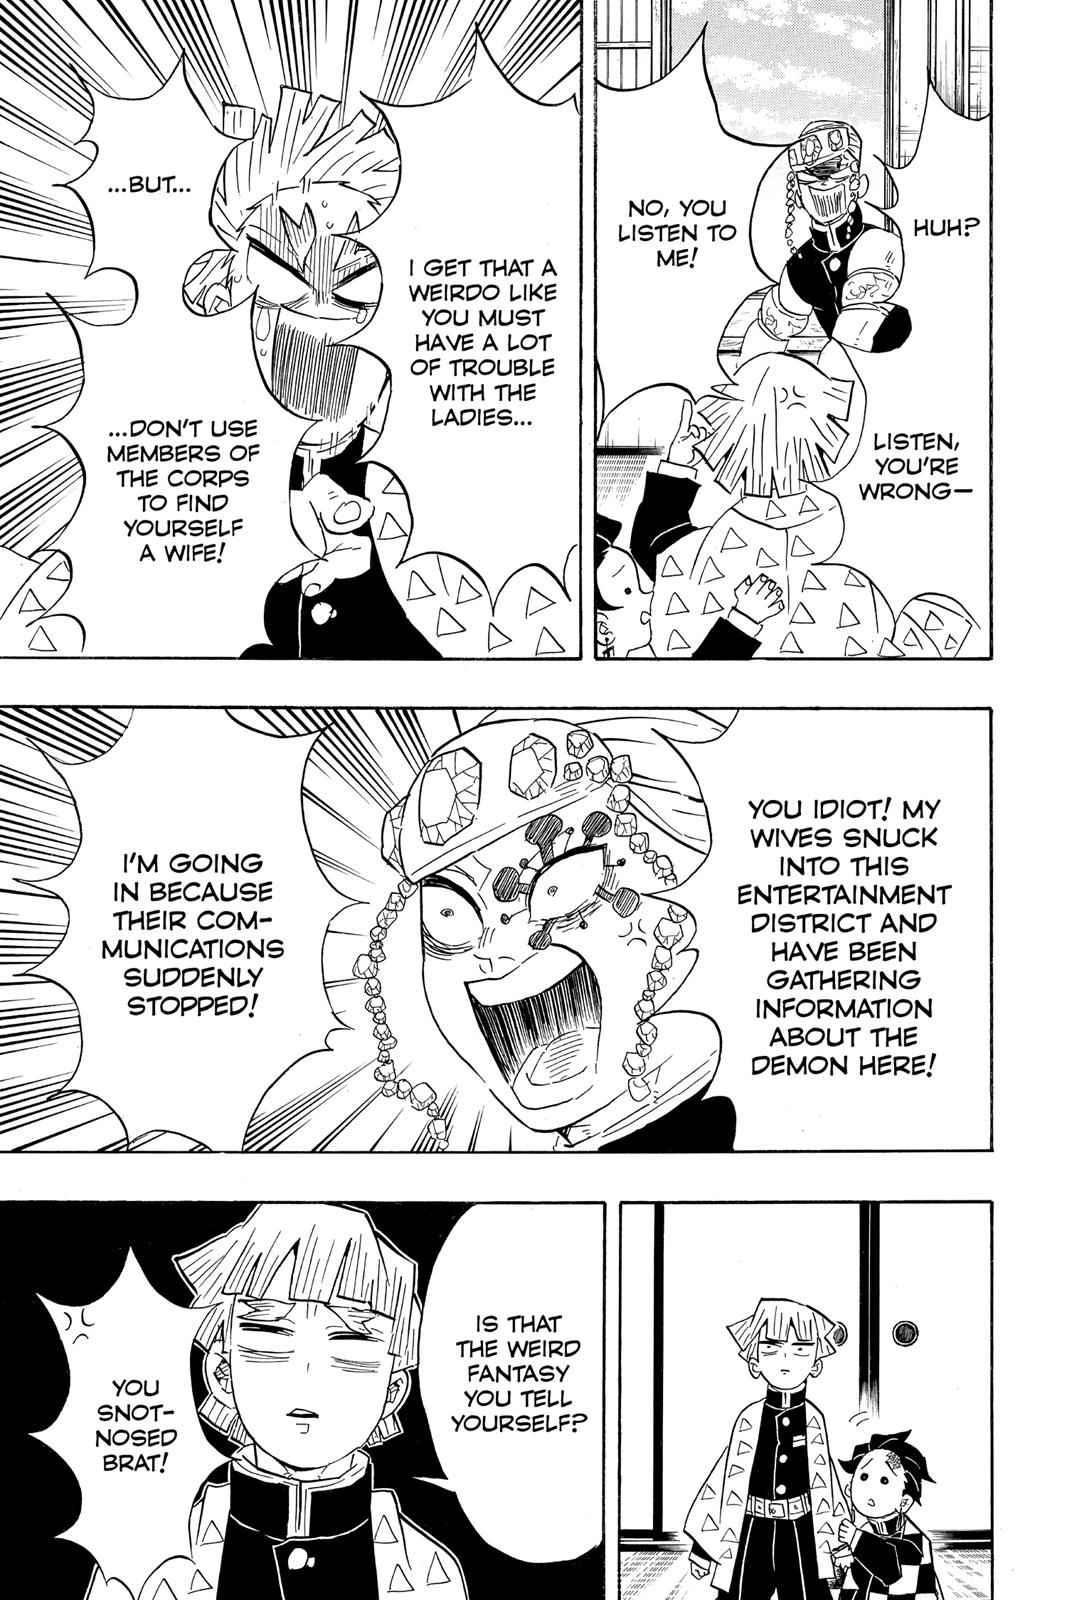 HUH?
NO, YOU
LISTEN TO
ME!
LISTEN,
YOU'RE
WRONG—
I GET THAT A
WEIRDO LIKE
YOU MUST
HAVE A LOT
OF TROUBLE
WITH THE
LADIES...
...BUT...
...DON'T USE
MEMBERS OF
THE CORPS
TO FIND
YOURSELF
A WIFE!
YOU IDIOT! MY
WIVES SNUCK
INTO THIS
ENTERTAINMENT
DISTRICT AND
HAVE BEEN
GATHERING
INFORMATION
ABOUT THE
DEMON HERE!
I'M GOING
IN BECAUSE
THEIR COM-
MUNICATIONS
SUDDENLY
STOPPED!
IS THAT
THE WEIRD
FANTASY
YOU TELL
YOURSELF?
YOU
SNOT-
NOSED
BRAT!